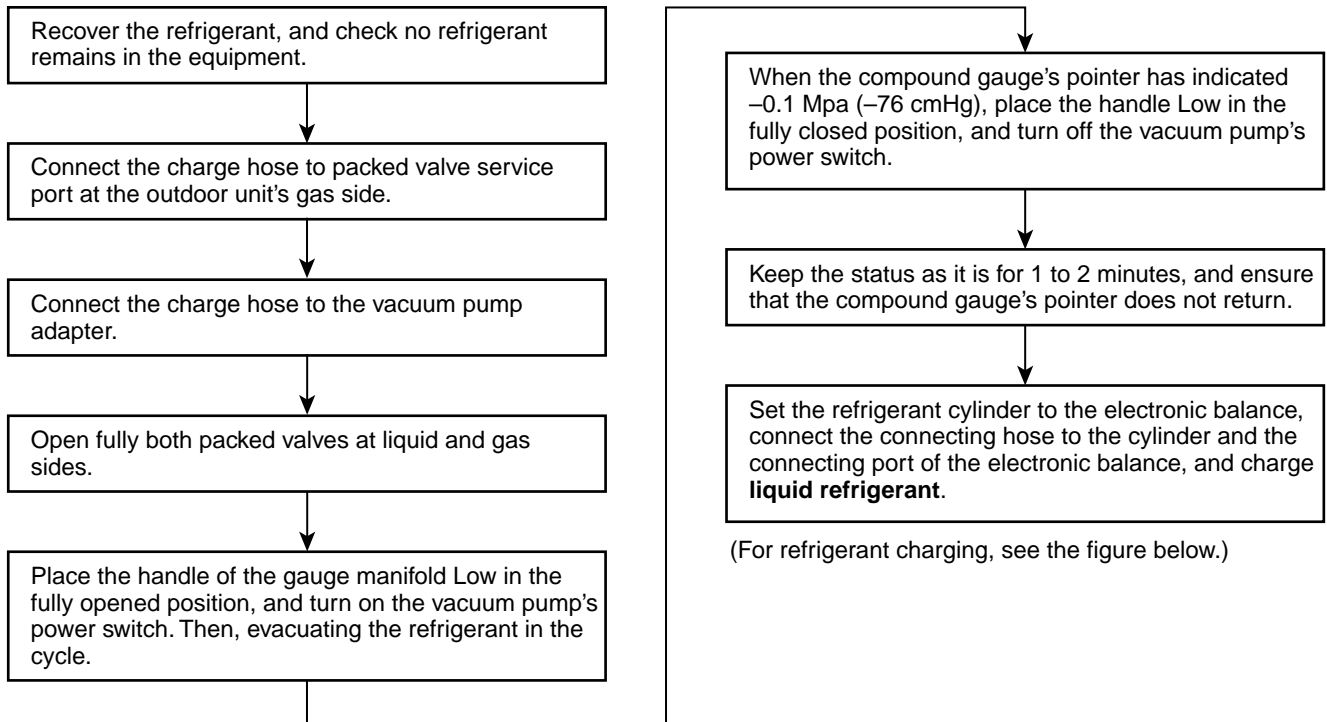 Recover the refrigerant, and check no refrigerant
remains in the equipment.
Connect the charge hose to packed valve service
port at the outdoor unit’s gas side.
Connect the charge hose to the vacuum pump
adapter.
Open fully both packed valves at liquid and gas
sides.
Place the handle of the gauge manifold Low in the
fully opened position, and turn on the vacuum pump’s
power switch. Then, evacuating the refrigerant in the
cycle.
When the compound gauge’s pointer has indicated
–0.1 Mpa (–76 cmHg), place the handle Low in the
fully closed position, and turn off the vacuum pump’s
power switch.
Keep the status as it is for 1 to 2 minutes, and ensure
that the compound gauge’s pointer does not return.
Set the refrigerant cylinder to the electronic balance,
connect the connecting hose to the cylinder and the
connecting port of the electronic balance, and charge
liquid refrigerant.
(For refrigerant charging, see the figure below.)